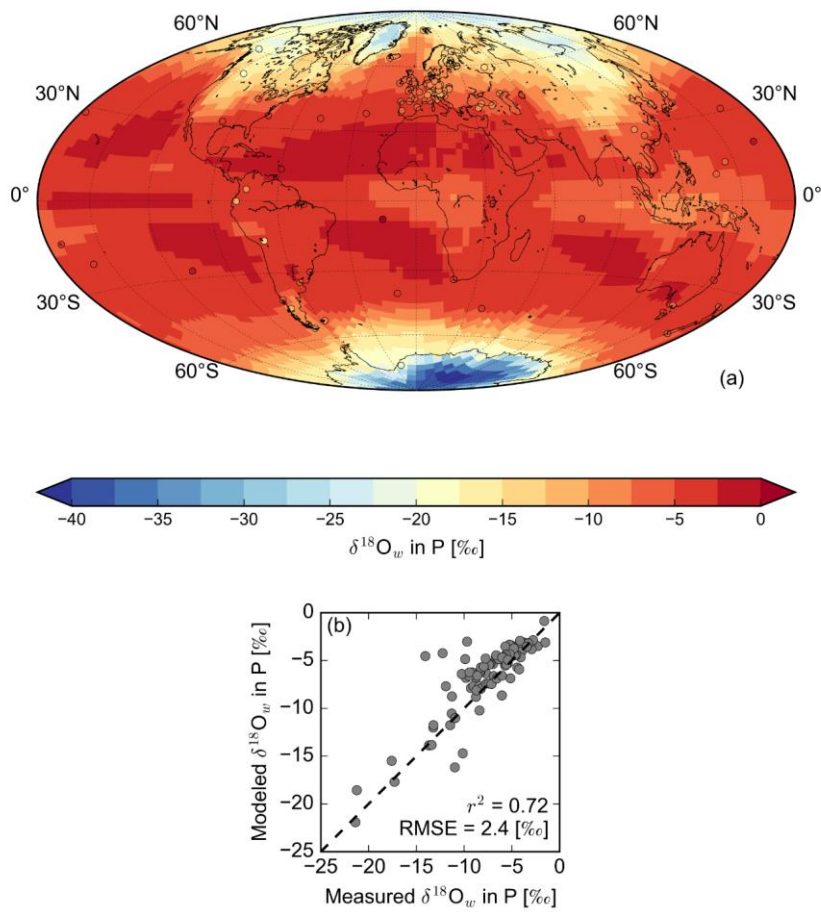 60°N 60°N
30°N 30°N
0° 0°
30°S 30°S
60°S 60°S
(a)
−40 −35 −30 −25 −20 −15 −10 −5 0
δ¹⁸O_w in P [‰]
0
(b)
−5
−10
−15
−20
−25
Modeled δ¹⁸O_w in P [‰]
r² = 0.72
RMSE = 2.4 [‰]
−25 −20 −15 −10 −5 0
Measured δ¹⁸O_w in P [‰]